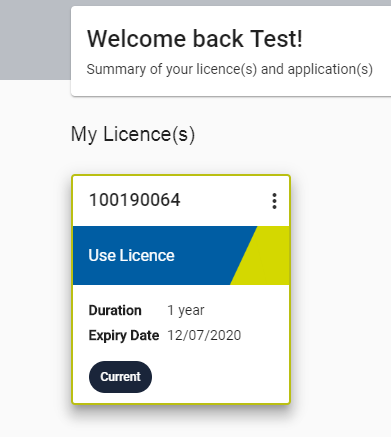 Welcome back Test!
Summary of your licence(s) and application(s)
My Licence(s)
100190064
Use Licence
Duration 1 year
Expiry Date 12/07/2020
Current